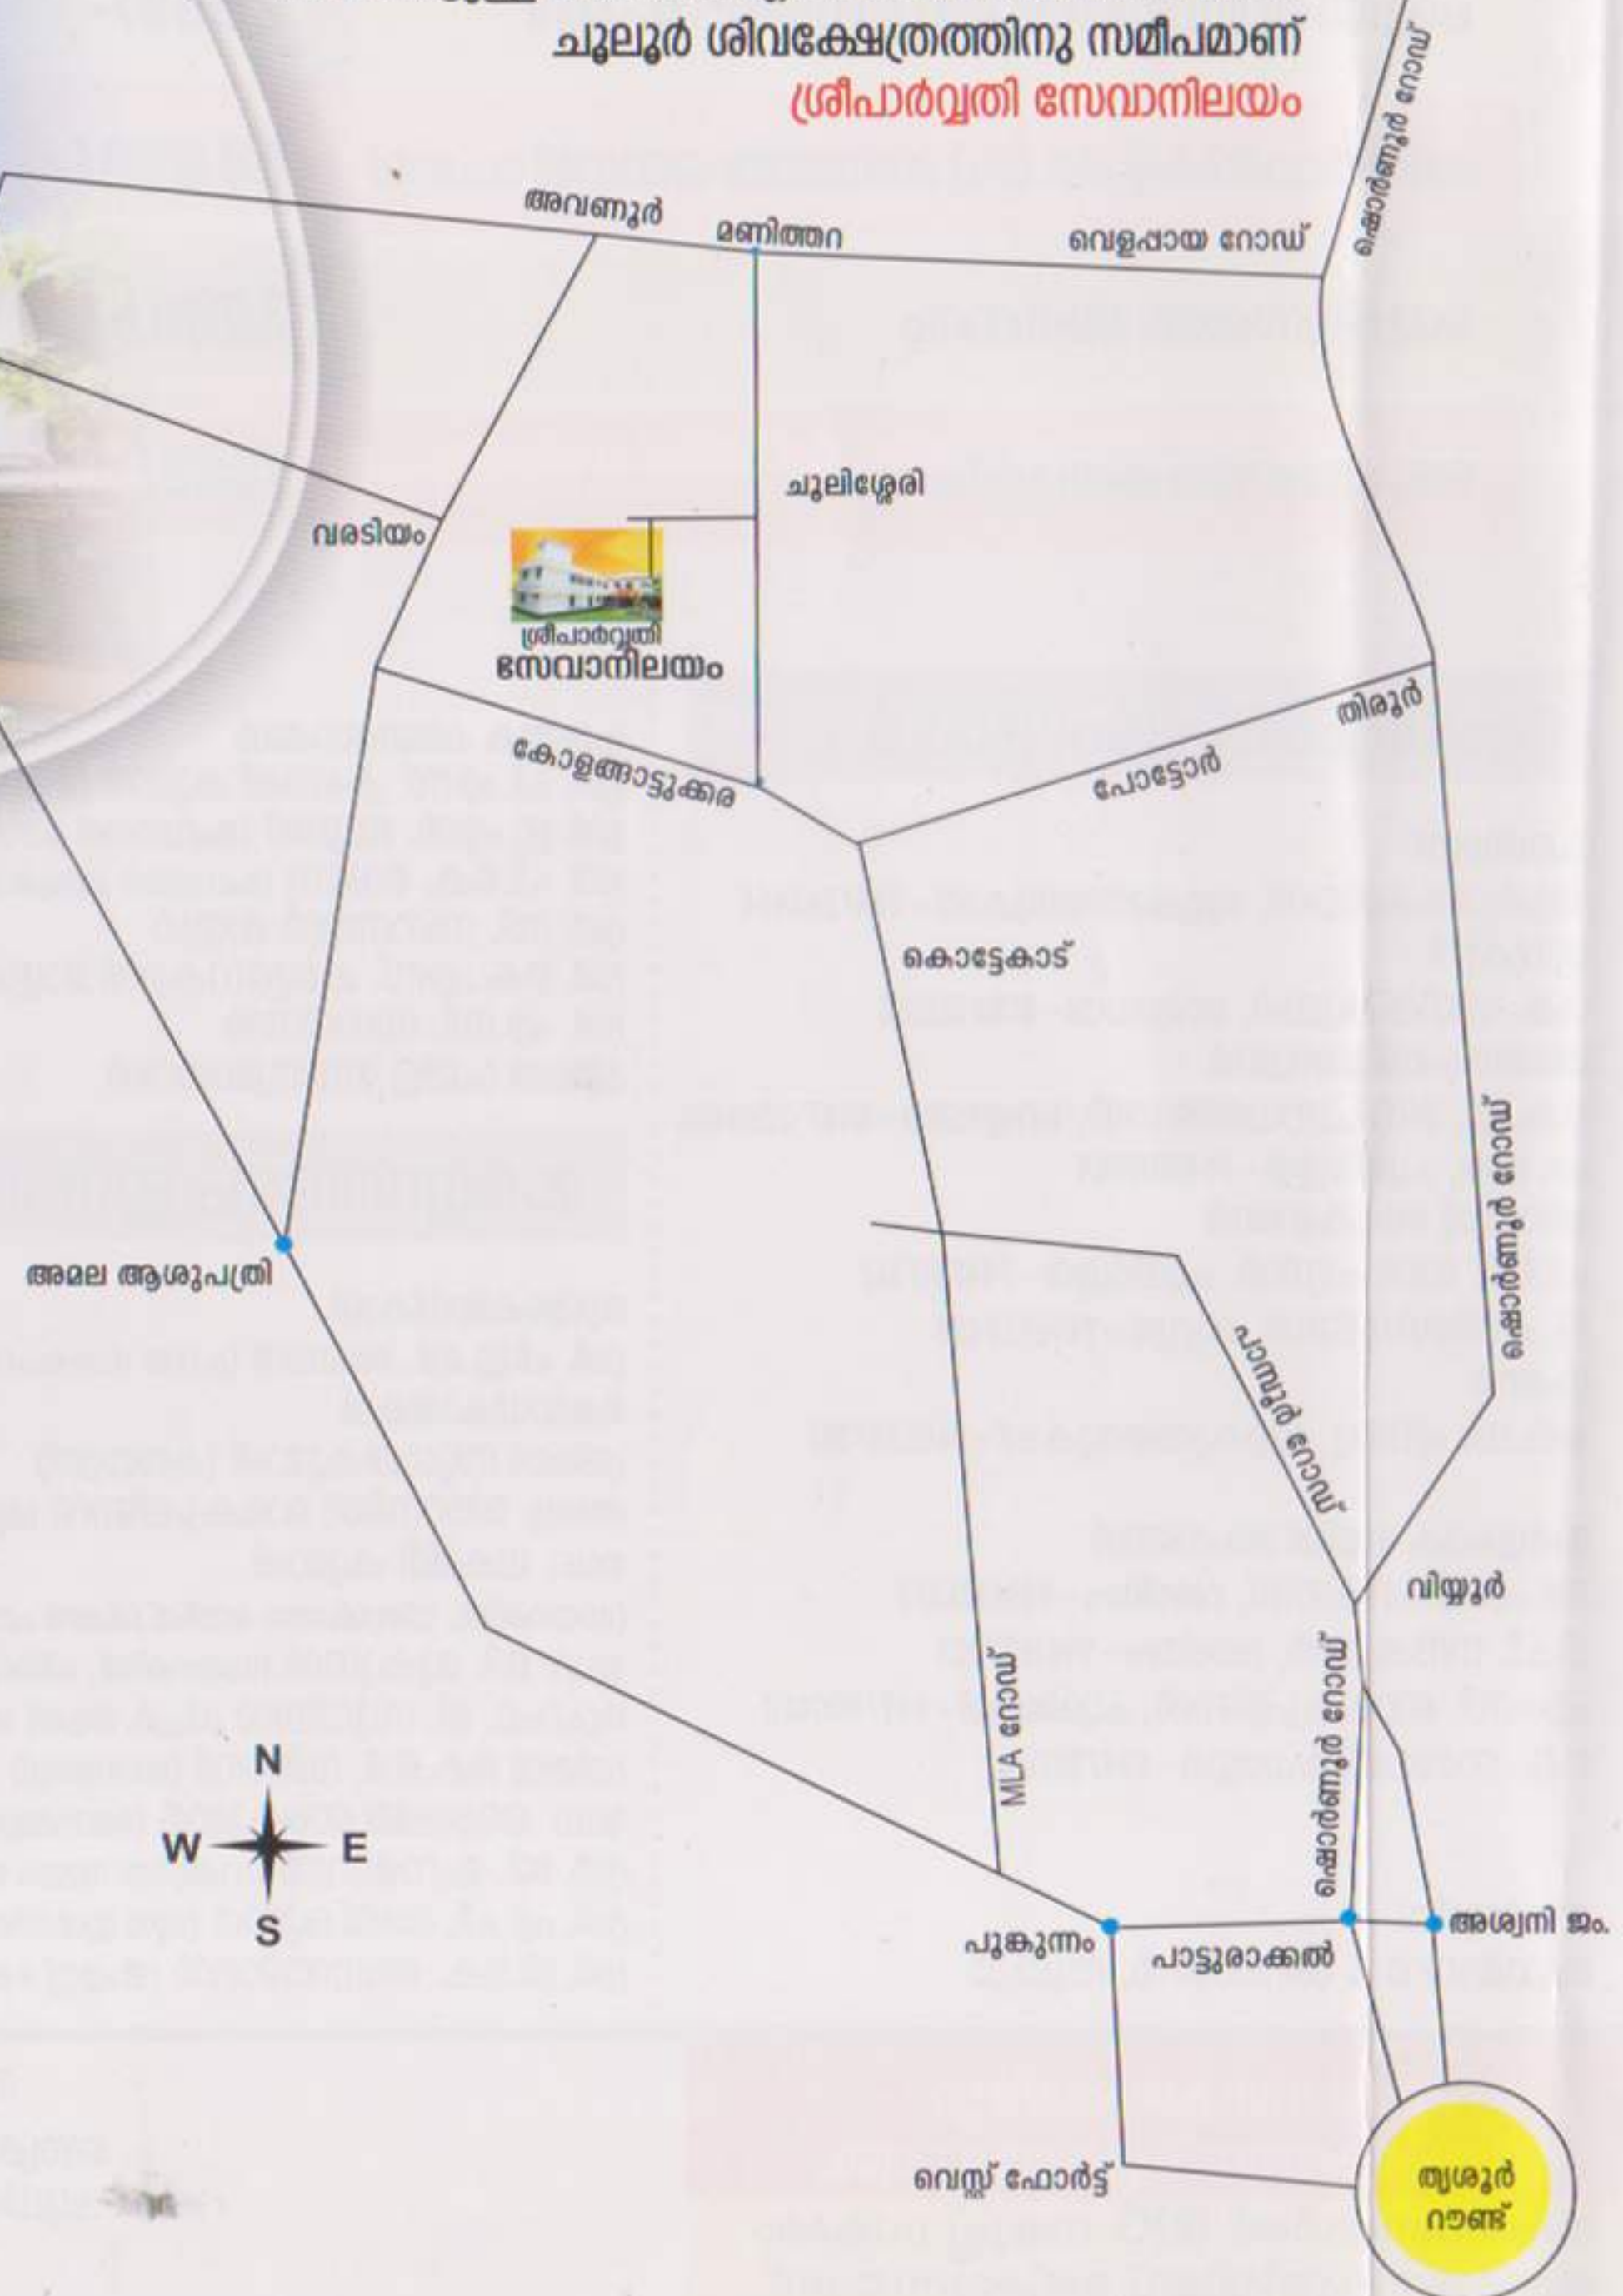 ചൂലൂർ ശിവക്ഷേത്രത്തിനു സമീപമാണ്
ശ്രീപാർവ്വതി സേവാനിലയം
ഷൊർണ്ണൂർ റോഡ്
അവണൂർ
മണിത്തറ
വെളപ്പായ റോഡ്
ചൂലിശ്ശേരി
വരടിയം
ശ്രീപാർവ്വതി
സേവാനിലയം
തിരൂർ
കോളങ്ങാട്ടുക്കര
പോട്ടോർ
കൊട്ടേകാട്
ഷൊർണ്ണൂർ റോഡ്
അമല ആശുപത്രി
പാമ്പൂർ റോഡ്
വിയ്യൂർ
MLA റോഡ്
ഷൊർണ്ണൂർ റോഡ്
N
W E
S
പൂങ്കുന്നം
പാട്ടുരാക്കൽ
അശ്വനി ജം.
വെസ്റ്റ് ഫോർട്ട്
തൃശൂർ
റൗണ്ട്